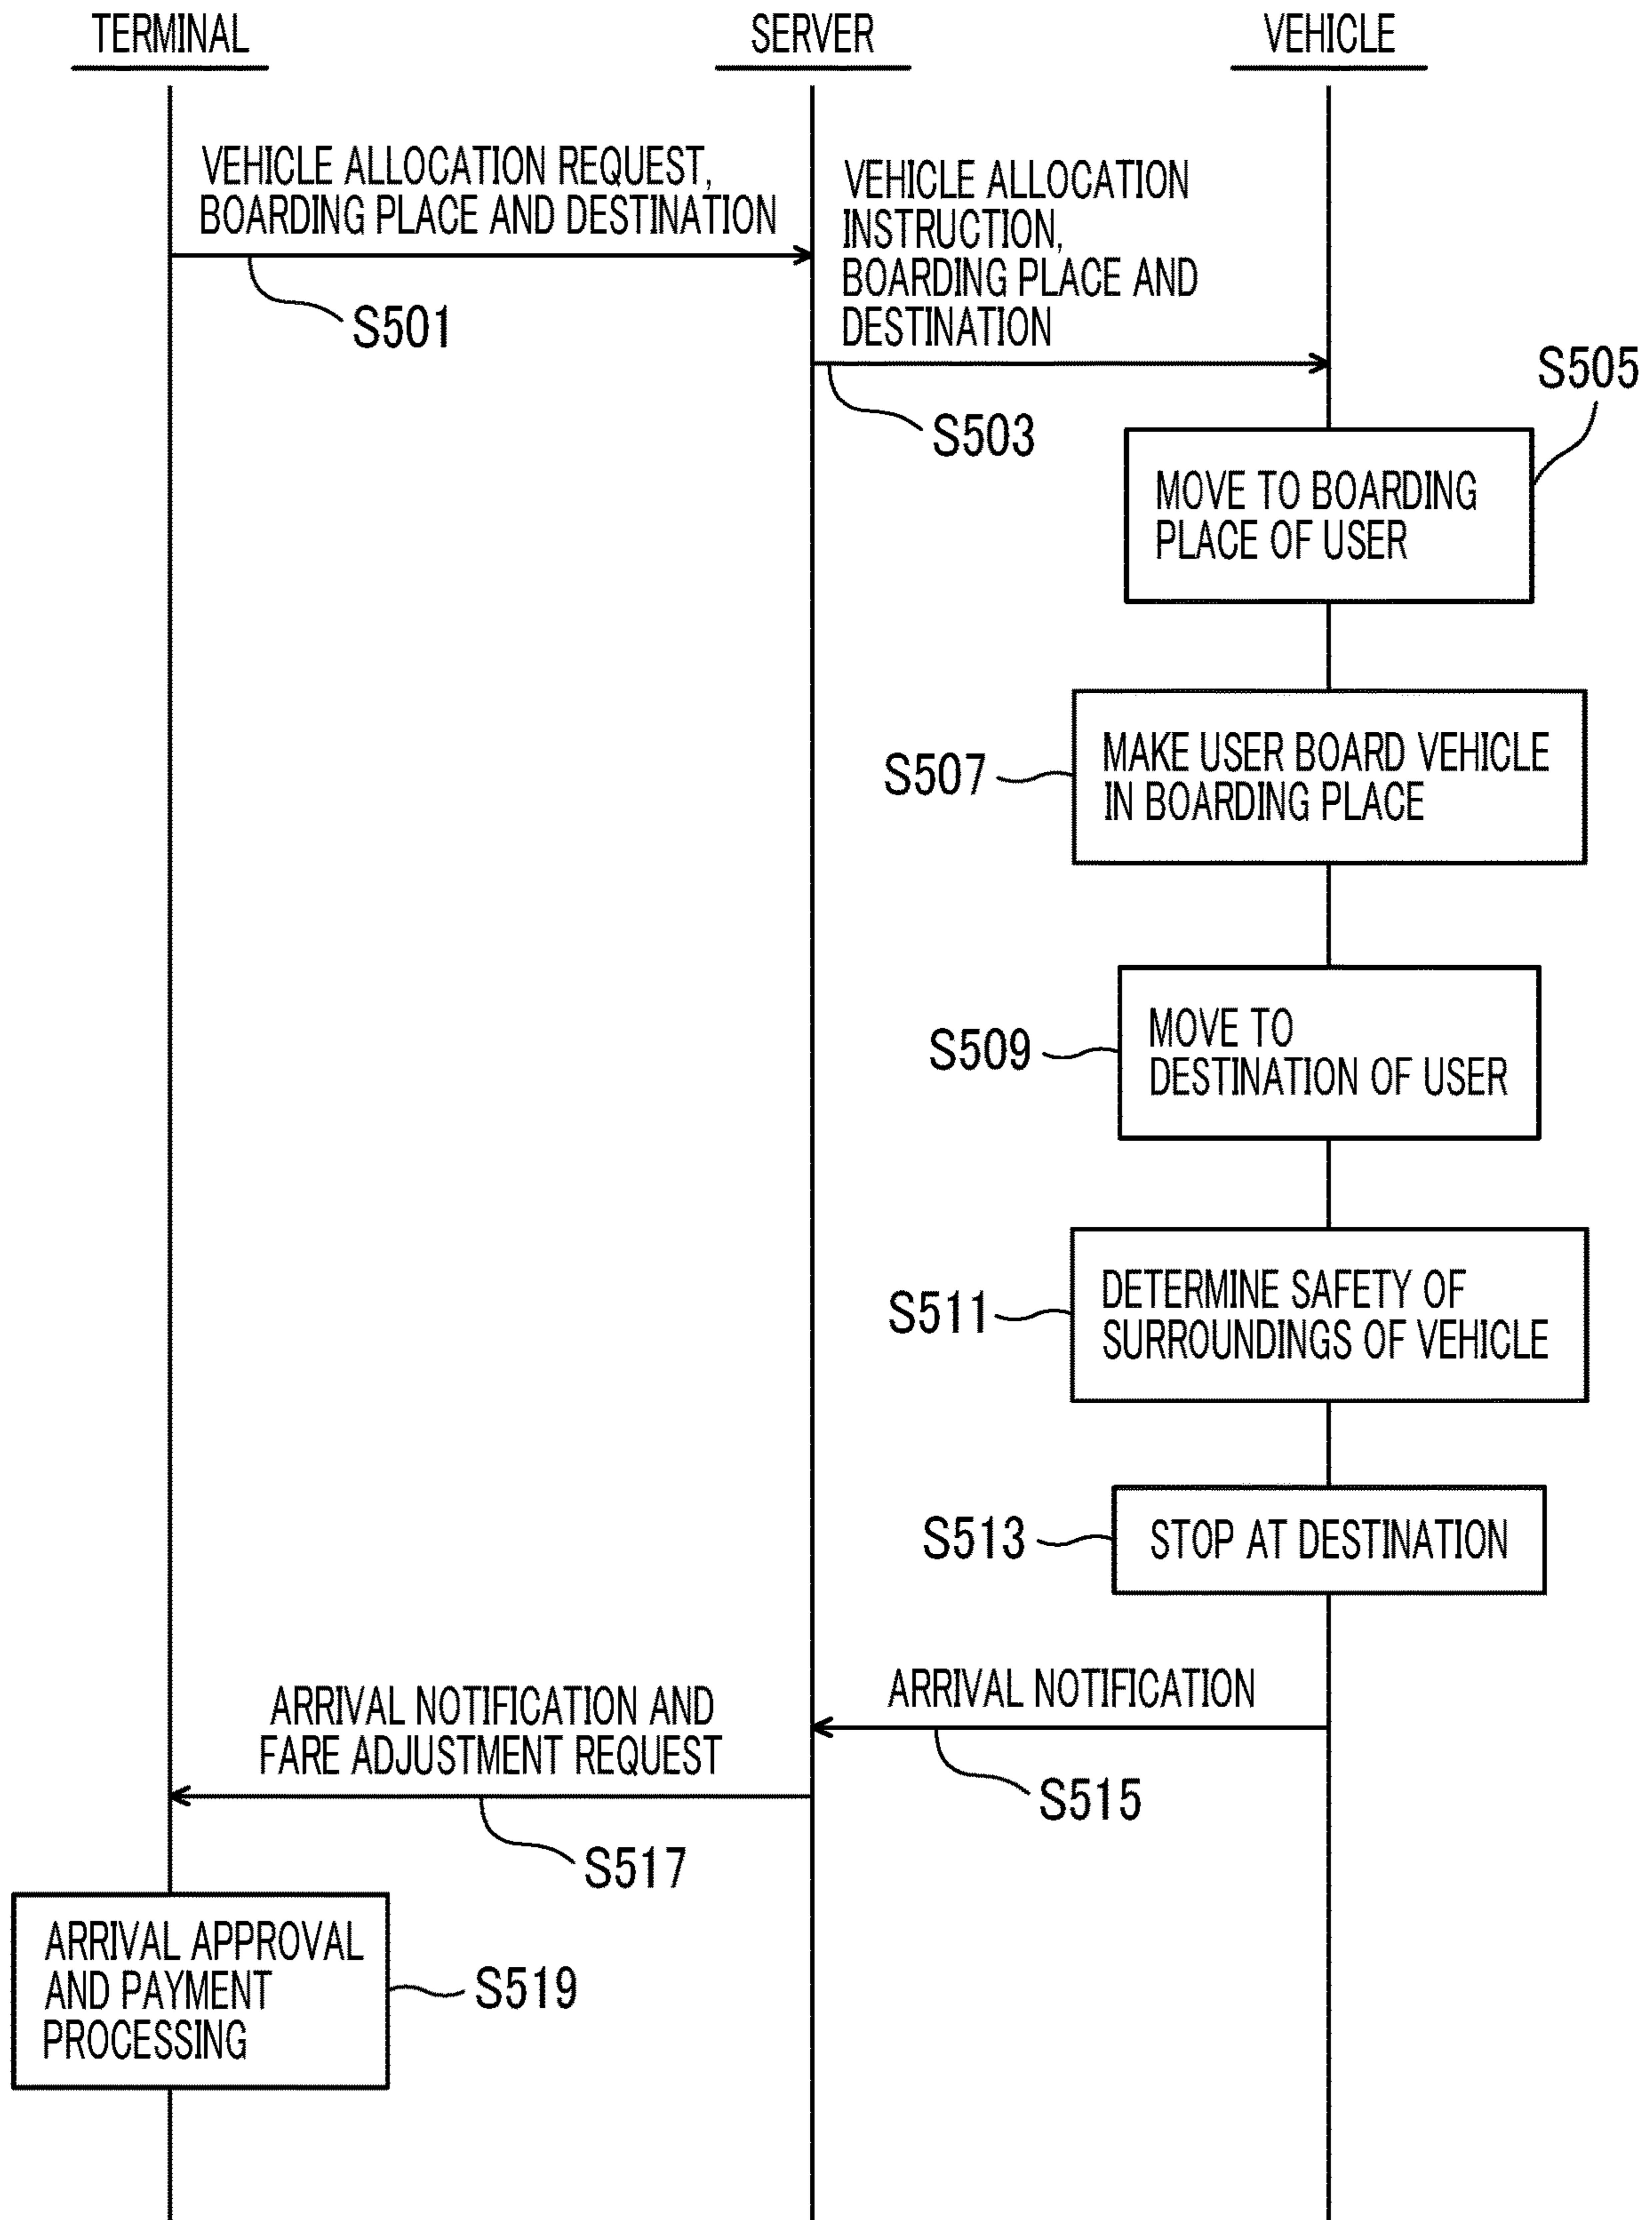 TERMINAL
SERVER
VEHICLE
VEHICLE ALLOCATION REQUEST,
BOARDING PLACE AND DESTINATION
S501
VEHICLE ALLOCATION
INSTRUCTION,
BOARDING PLACE AND
DESTINATION
S503
S505
MOVE TO BOARDING
PLACE OF USER
S507
MAKE USER BOARD VEHICLE
IN BOARDING PLACE
S509
MOVE TO
DESTINATION OF USER
S511
DETERMINE SAFETY OF
SURROUNDINGS OF VEHICLE
S513
STOP AT DESTINATION
ARRIVAL NOTIFICATION
S515
ARRIVAL NOTIFICATION AND
FARE ADJUSTMENT REQUEST
S517
ARRIVAL APPROVAL
AND PAYMENT
PROCESSING
S519